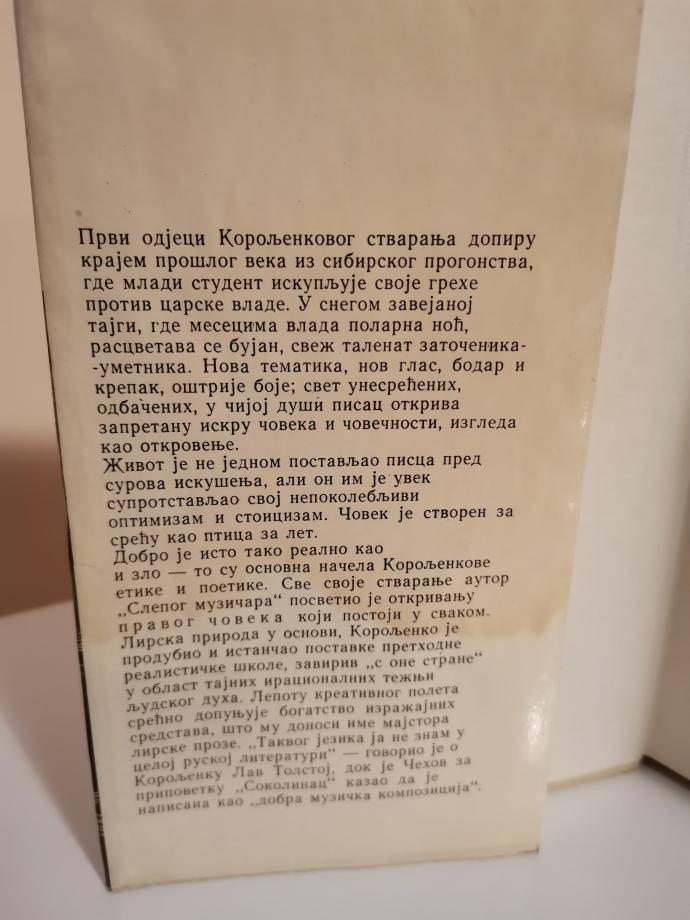 Први одјеци Корољенковог стварања допиру
крајем прошлог века из сибирског прогонства,
где млади студент искупљује своје грехе
против царске владе. У снегом завејаној
тајги, где месецима влада поларна ноћ,
расцветава се бујан, свеж таленат заточеника-
-уметника. Нова тематика, нов глас, бодар и
крепак, оштрије боје; свет унесрећених,
одбачених, у чијој души писац открива
запретану искру човека и човечности, изгледа
као откровење.
Живот је не једном постављао писца пред
сурова искушења, али он им је увек
супротстављао свој непоколебљиви
оптимизам и стоицизам. Човек је створен за
срећу као птица за лет.
Добро је исто тако реално као
и зло — то су основна начела Корољенкове
етике и поетике. Све своје стварање аутор
„Слепог музичара“ посветио је откривању
правог човека који постоји у сваком.
Лирска природа у основи, Корољенко је
продубио и истанчао поставке претходне
реалистичке школе, завирив „с оне стране“
у област тајних ирационалних тежњи
људског духа. Лепоту креативног полета
срећно допуњује богатство изражајних
средстава, што му доноси име мајстора
лирске прозе. „Таквог језика ја не знам у
целој руској литератури“ — говорио је о
Корољенку Лав Толстој, док је Чехов за
приповетку „Соколинац“ казао да је
написана као „добра музичка композиција“.